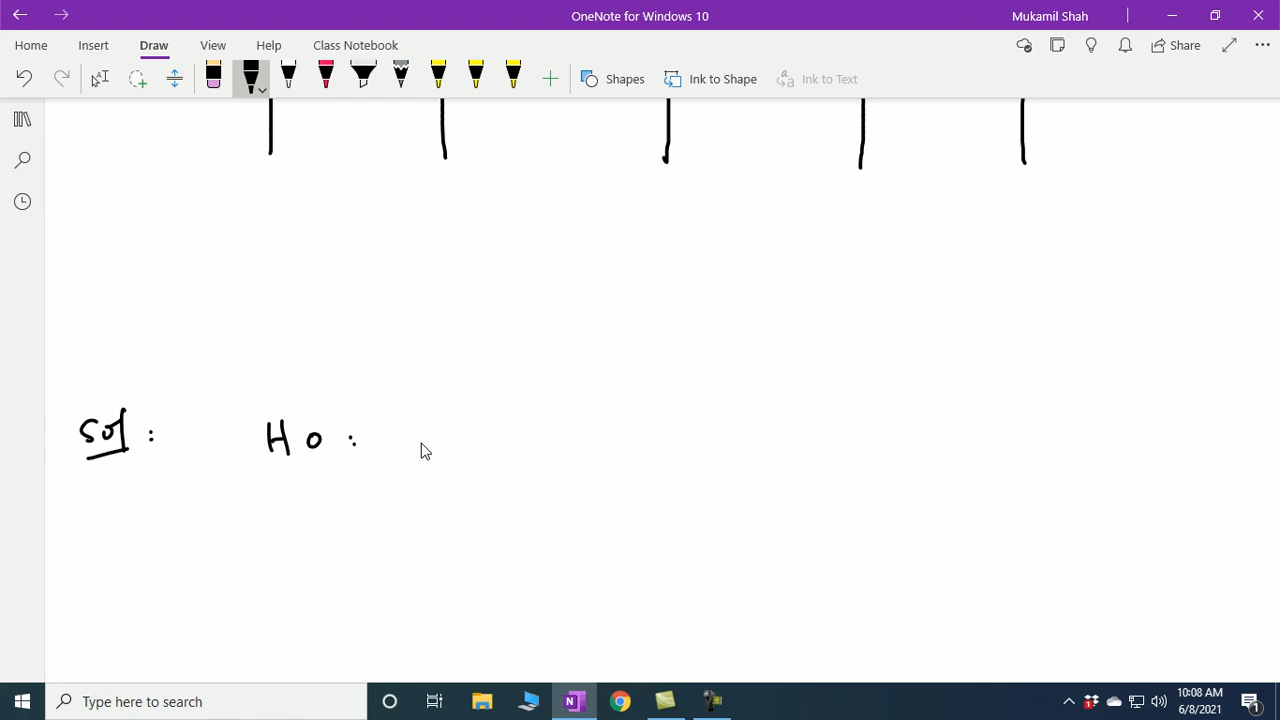 OneNote for Windows 10
Mukamil Shah
Home Insert Draw View Help Class Notebook
Share
Shapes
Ink to Shape
Ink to Text
Sol : H o :
Type here to search
N
10:08 AM
6/8/2021
1